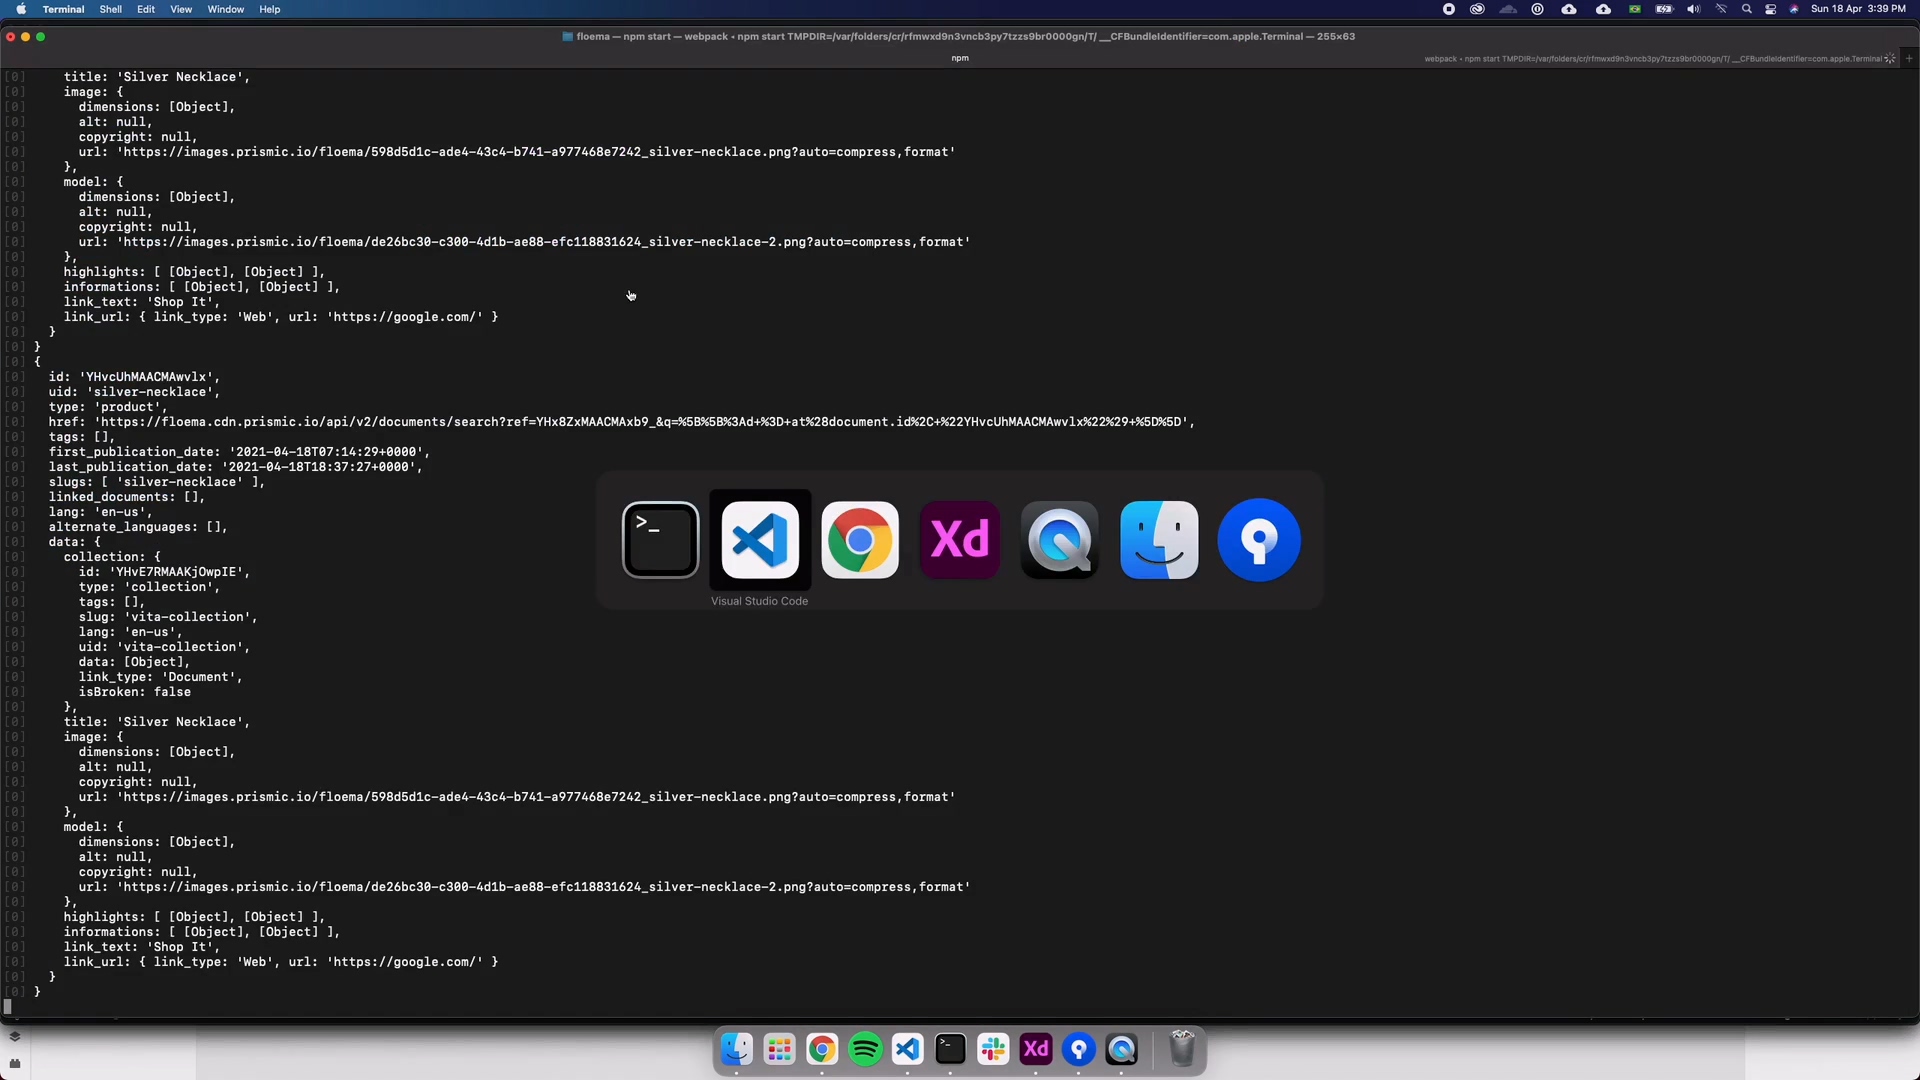 Terminal Shell Edit View Window Help
Sun 18 Apr 3:39 PM
floema — npm start — webpack • npm start TMPDIR=/var/folders/cr/rfmwxd9n3vncb3py7tzzs9br0000gn/T/ __CFBundleIdentifier=com.apple.Terminal — 255×63
npm
webpack • npm start TMPDIR=/var/folders/cr/rfmwxd9n3vncb3py7tzzs9br0000gn/T/ __CFBundleIdentifier=com.apple.Terminal
[0] title: 'Silver Necklace',
[0] image: {
[0] dimensions: [Object],
[0] alt: null,
[0] copyright: null,
[0] url: 'https://images.prismic.io/floema/598d5d1c-ade4-43c4-b741-a977468e7242_silver-necklace.png?auto=compress,format'
[0] },
[0] model: {
[0] dimensions: [Object],
[0] alt: null,
[0] copyright: null,
[0] url: 'https://images.prismic.io/floema/de26bc30-c300-4d1b-ae88-efc118831624_silver-necklace-2.png?auto=compress,format'
[0] },
[0] highlights: [ [Object], [Object] ],
[0] informations: [ [Object], [Object] ],
[0] link_text: 'Shop It',
[0] link_url: { link_type: 'Web', url: 'https://google.com/' }
[0] }
[0] }
[0] {
[0] id: 'YHvcUhMAACMAwvlx',
[0] uid: 'silver-necklace',
[0] type: 'product',
[0] href: 'https://floema.cdn.prismic.io/api/v2/documents/search?ref=YHx8ZxMAACMAxb9_&q=%5B%5B%3Ad+%3D+at%28document.id%2C+%22YHvcUhMAACMAwvlx%22%29+%5D%5D',
[0] tags: [],
[0] first_publication_date: '2021-04-18T07:14:29+0000',
[0] last_publication_date: '2021-04-18T18:37:27+0000',
[0] slugs: [ 'silver-necklace' ],
[0] linked_documents: [],
[0] lang: 'en-us',
[0] alternate_languages: [],
[0] data: {
[0] collection: {
[0] id: 'YHvE7RMAAKjOwpIE',
[0] type: 'collection',
[0] tags: [],
[0] slug: 'vita-collection',
[0] lang: 'en-us',
[0] uid: 'vita-collection',
[0] data: [Object],
[0] link_type: 'Document',
[0] isBroken: false
[0] },
[0] title: 'Silver Necklace',
[0] image: {
[0] dimensions: [Object],
[0] alt: null,
[0] copyright: null,
[0] url: 'https://images.prismic.io/floema/598d5d1c-ade4-43c4-b741-a977468e7242_silver-necklace.png?auto=compress,format'
[0] },
[0] model: {
[0] dimensions: [Object],
[0] alt: null,
[0] copyright: null,
[0] url: 'https://images.prismic.io/floema/de26bc30-c300-4d1b-ae88-efc118831624_silver-necklace-2.png?auto=compress,format'
[0] },
[0] highlights: [ [Object], [Object] ],
[0] informations: [ [Object], [Object] ],
[0] link_text: 'Shop It',
[0] link_url: { link_type: 'Web', url: 'https://google.com/' }
[0] }
[0] }
>_
Xd
Visual Studio Code
>_
Xd